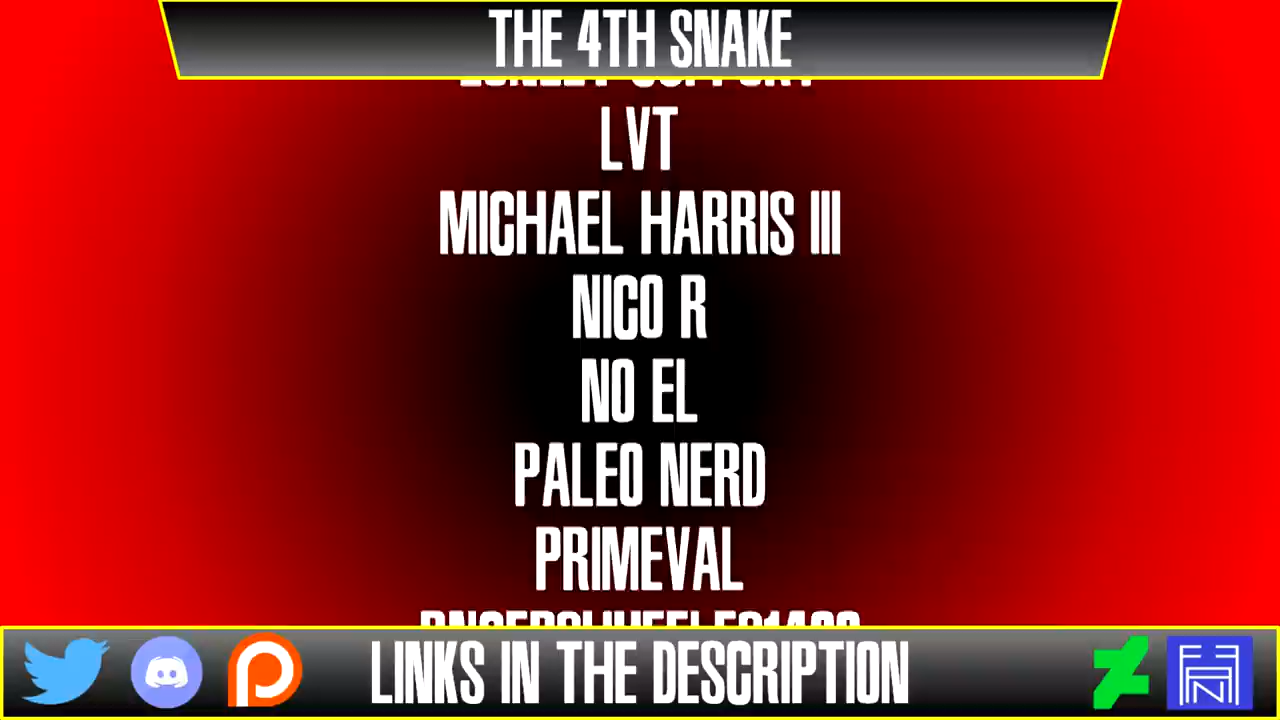 THE 4TH SNAKE
LVT
MICHAEL HARRIS III
NICO R
NO EL
PALEO NERD
PRIMEVAL
LINKS IN THE DESCRIPTION